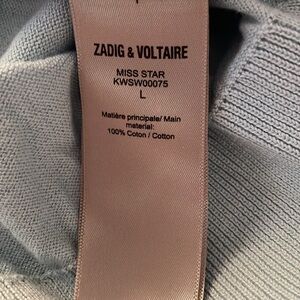 ZADIG & VOLTAIRE
MISS STAR
KWSW00075
L
Matière principale/ Main
material:
100% Coton / Cotton